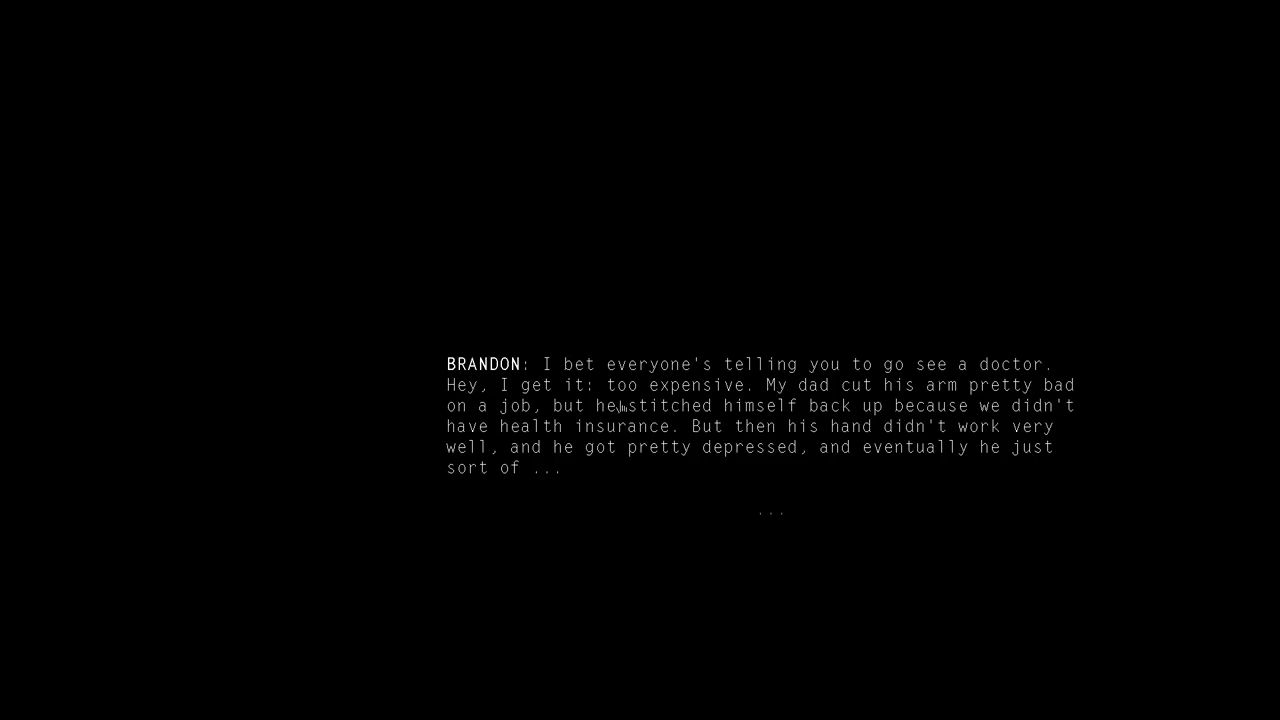 BRANDON: I bet everyone's telling you to go see a doctor.
Hey, I get it: too expensive. My dad cut his arm pretty bad
on a job, but he stitched himself back up because we didn't
have health insurance. But then his hand didn't work very
well, and he got pretty depressed, and eventually he just
sort of ...
...